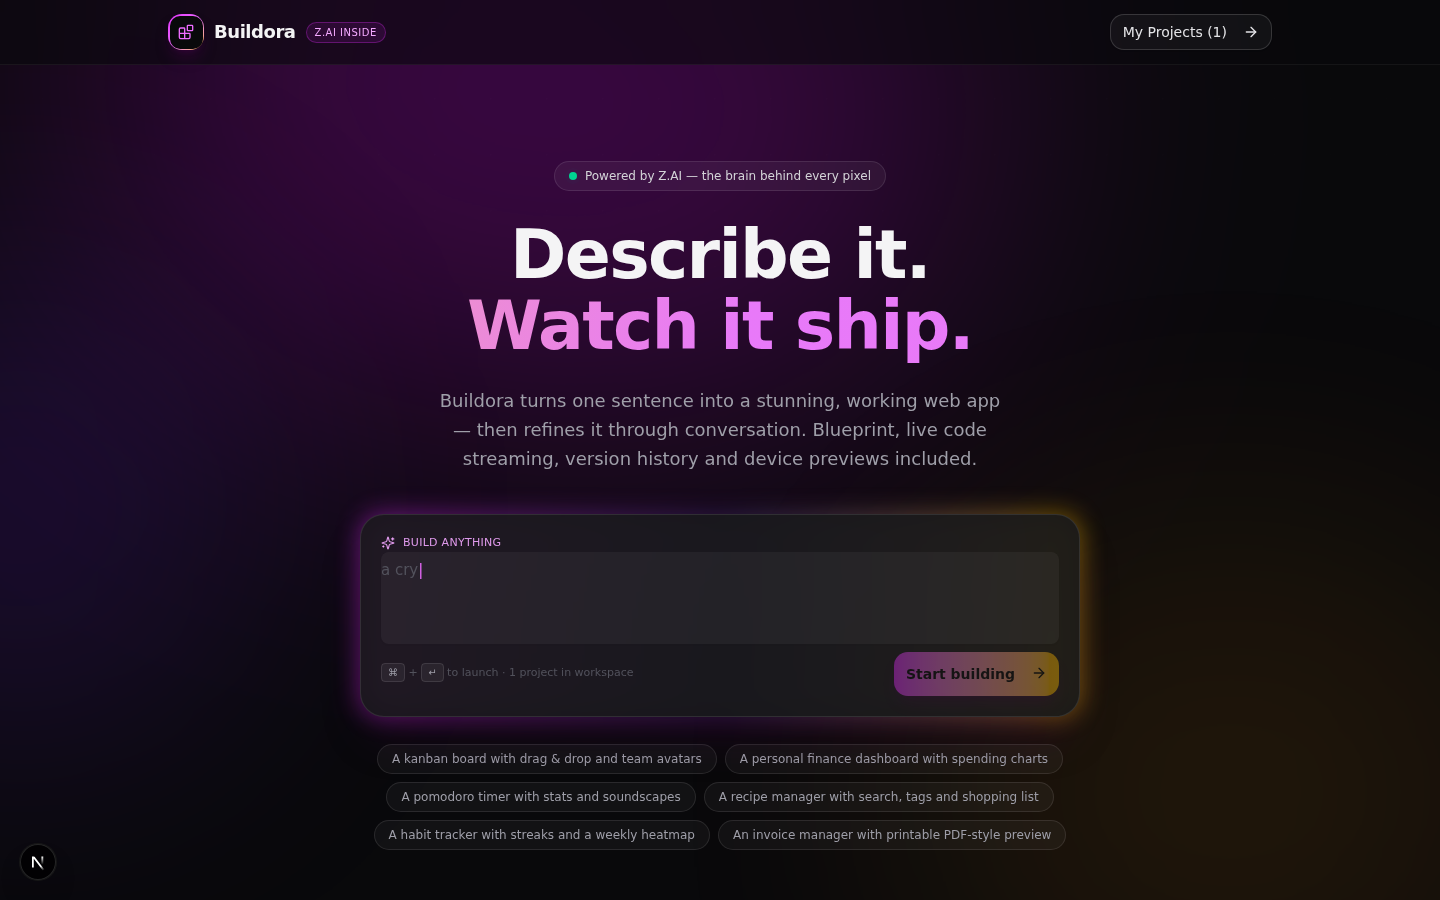 Buildora Z.AI INSIDE
My Projects (1)
Powered by Z.AI — the brain behind every pixel
Describe it.
Watch it ship.
Buildora turns one sentence into a stunning, working web app
— then refines it through conversation. Blueprint, live code
streaming, version history and device previews included.
BUILD ANYTHING
a cry
⌘ + ↵ to launch · 1 project in workspace
Start building
A kanban board with drag & drop and team avatars
A personal finance dashboard with spending charts
A pomodoro timer with stats and soundscapes
A recipe manager with search, tags and shopping list
A habit tracker with streaks and a weekly heatmap
An invoice manager with printable PDF-style preview
N